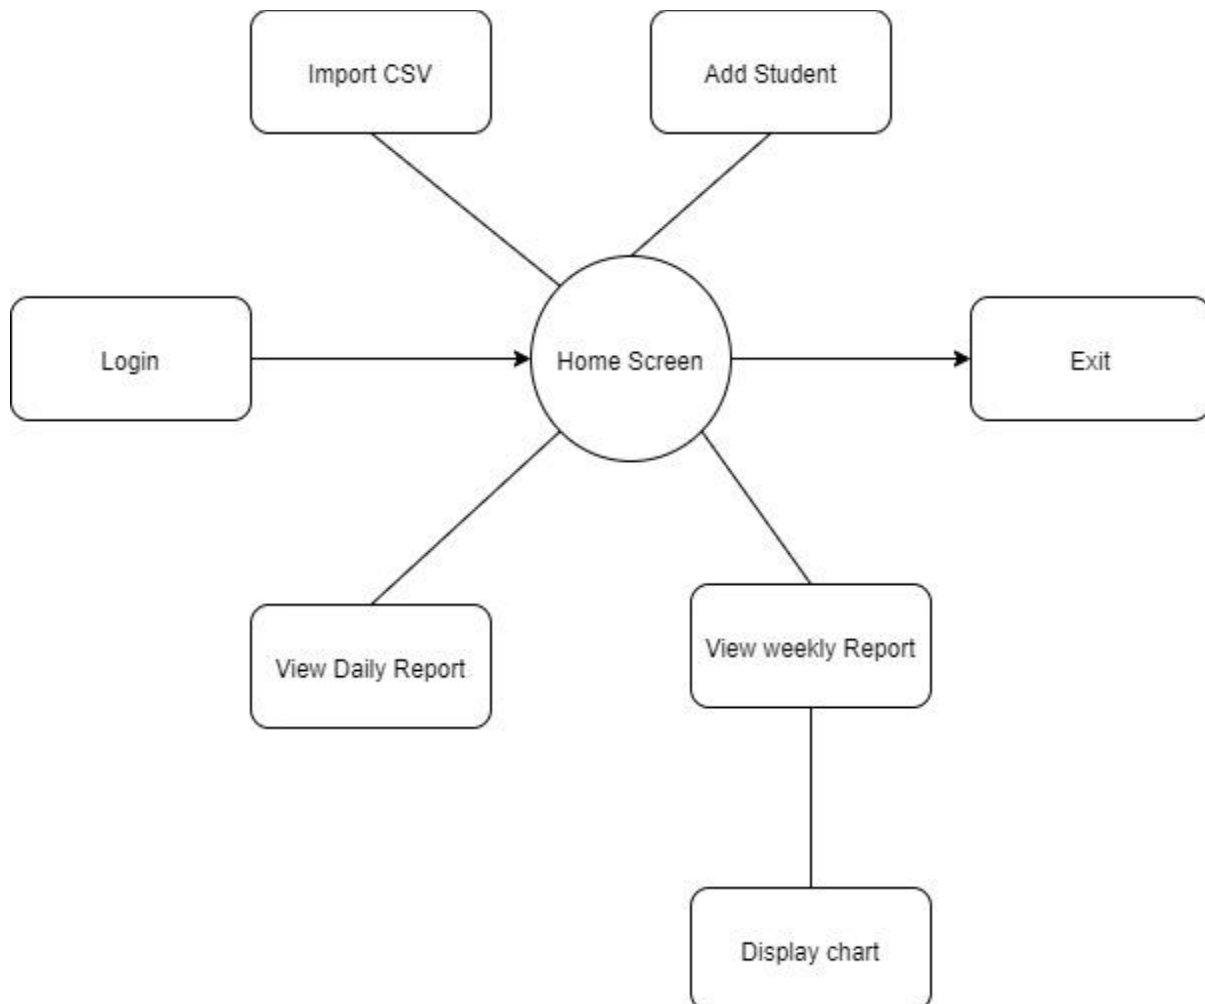 Import CSV
Add Student
Login
Home Screen
Exit
View Daily Report
View weekly Report
Display chart